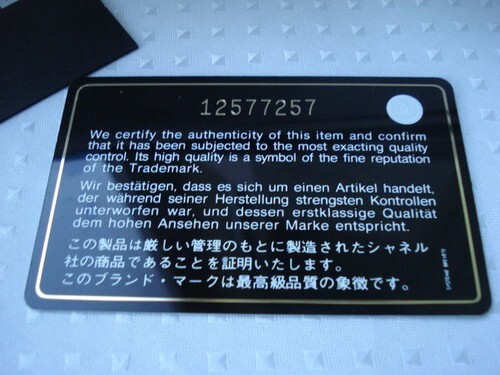 12577257
We certify the authenticity of this item and confirm
that it has been subjected to the most exacting quality
control. Its high quality is a symbol of the fine reputation
of the Trademark.
Wir bestätigen, dass es sich um einen Artikel handelt,
der während seiner Herstellung strengsten Kontrollen
unterworfen war, und dessen erstklassige Qualität
dem hohen Ansehen unserer Marke entspricht.
この製品は厳しい管理のもとに製造されたシャネル
社の商品であることを証明いたします。
このブランド・マークは最高級品質の象徴です。